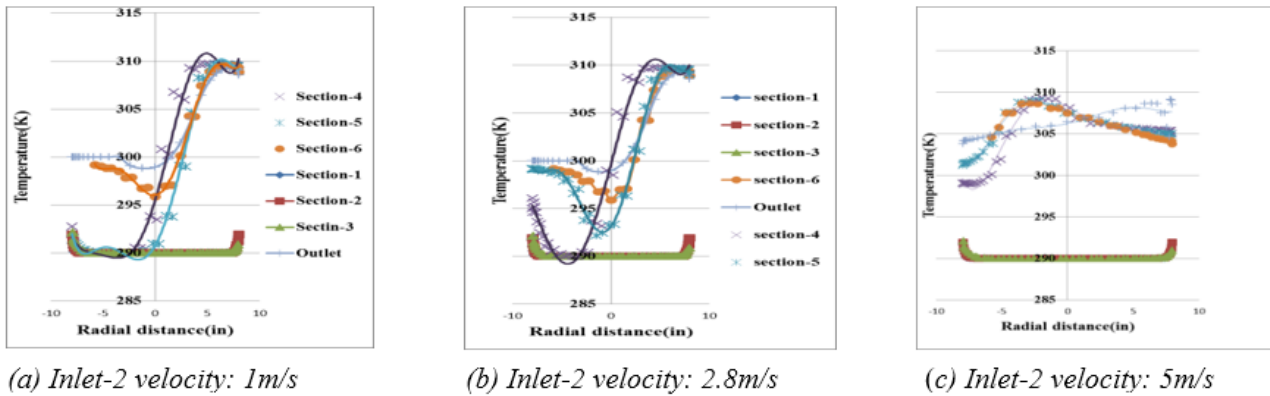 315
310
305
300
295
290
285
-10
-5
0
5
10
Temperature(K)
Radial distance(in)
Section-4
Section-5
Section-6
Section-1
Section-2
Sectin-3
Outlet
(a) Inlet-2 velocity: 1m/s
315
310
305
300
295
290
285
-10
0
10
Temperature(K)
Radial distance(in)
section-1
section-2
section-3
section-6
Outlet
section-4
section-5
(b) Inlet-2 velocity: 2.8m/s
315
310
305
300
295
290
285
-10
-5
0
5
10
Temperature(K)
Radial distance(in)
(c) Inlet-2 velocity: 5m/s